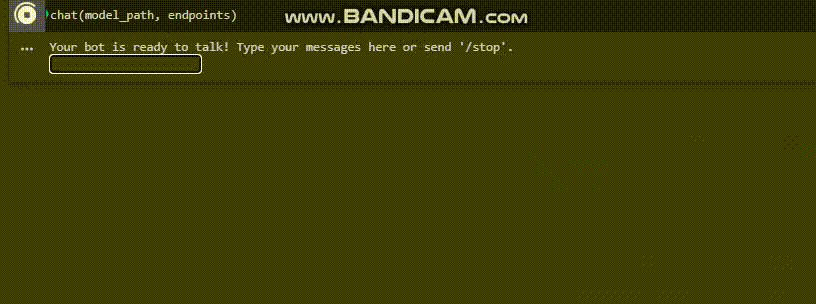 chat(model_path, endpoints)
www.BANDICAM.com
Your bot is ready to talk! Type your messages here or send '/stop'.